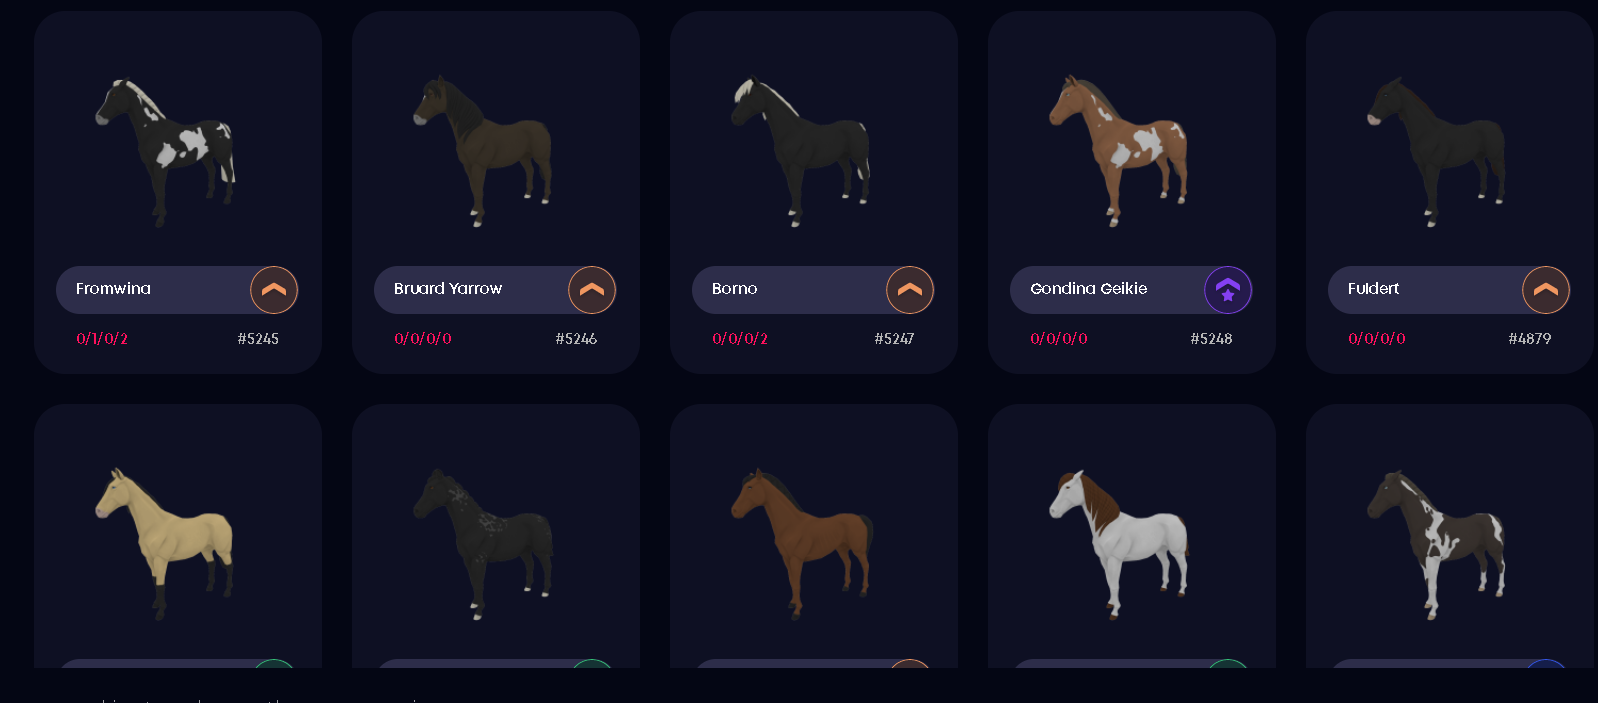 Fromwina
Bruard Yarrow
Borno
Gondina Geikie
Fuldert
0/1/0/2
#5245
0/0/0/0
#5246
0/0/0/2
#5247
0/0/0/0
#5248
0/0/0/0
#4879